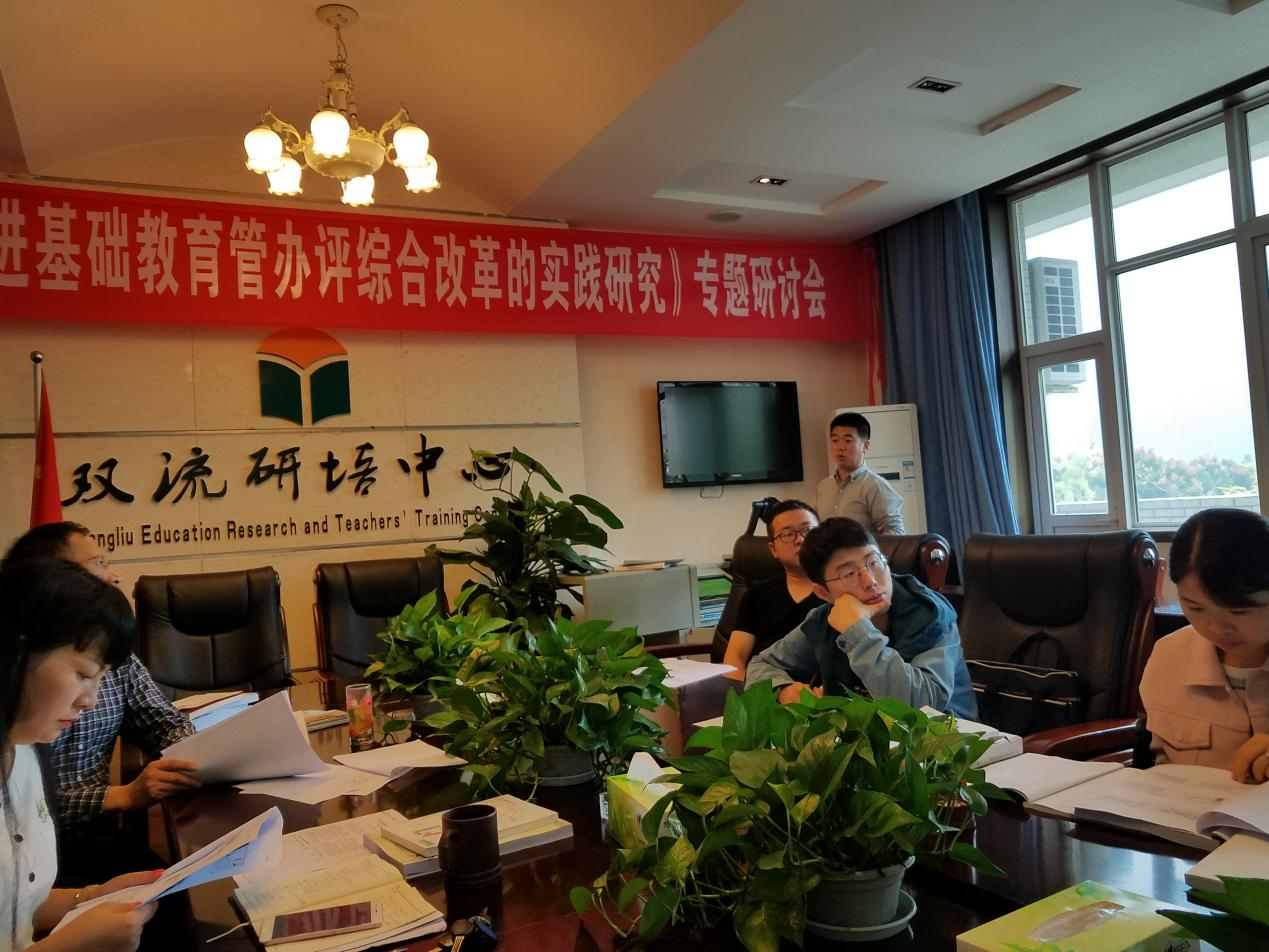 进基础教育管办评综合改革的实践研究》专题研讨会
双流研培中心
ngliu Education Research and Teachers' Training